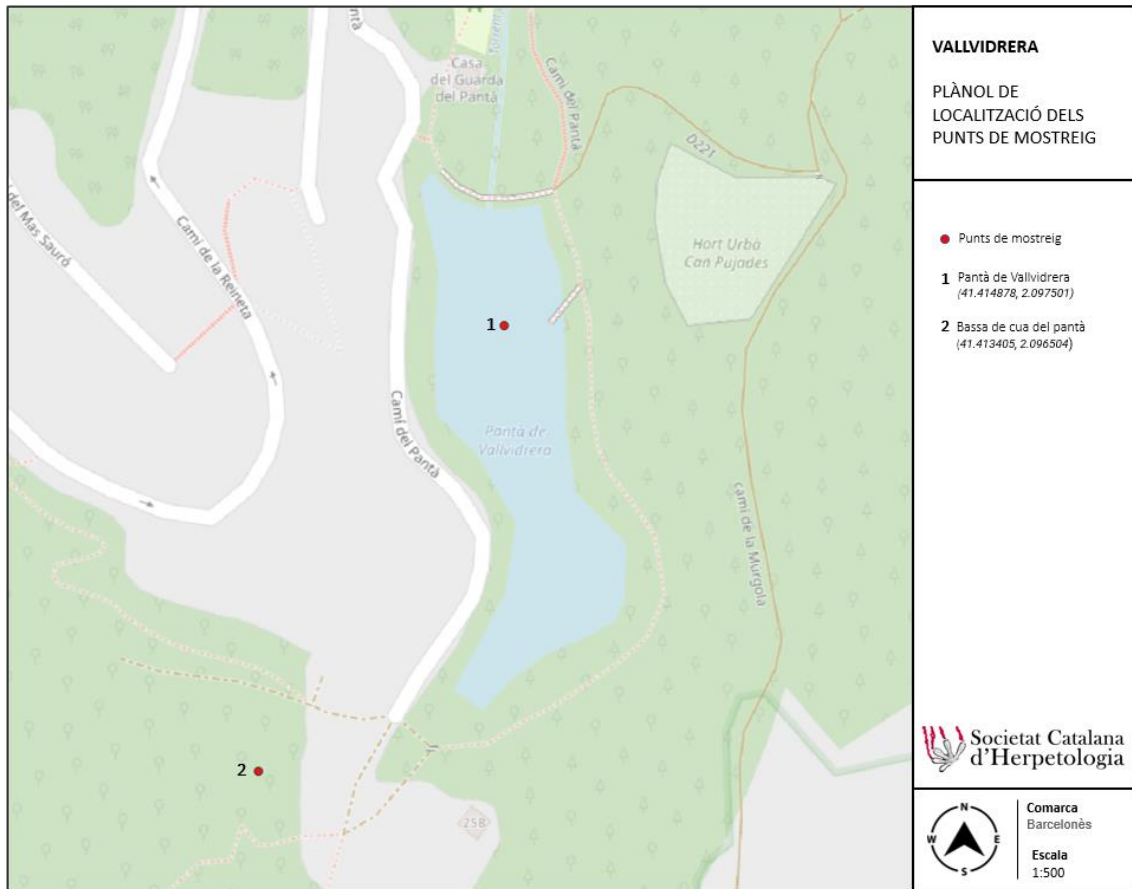 ntà
Torrent
Casa
del Guarda
del Pantà
Camí del Pantà
D221
í del Mas Sauró
Camí de la Reineta
Hort Urbà
Can Pujades
1
Camí del Pantà
Pantà de
Vallvidrera
camí de la Múrgola
2
258
VALLVIDRERA
PLÀNOL DE
LOCALITZACIÓ DELS
PUNTS DE MOSTREIG
Punts de mostreig
1 Pantà de Vallvidrera
(41.414878, 2.097501)
2 Bassa de cua del pantà
(41.413405, 2.096504)
Societat Catalana
d'Herpetologia
N
W E
S
Comarca
Barcelonès
Escala
1:500